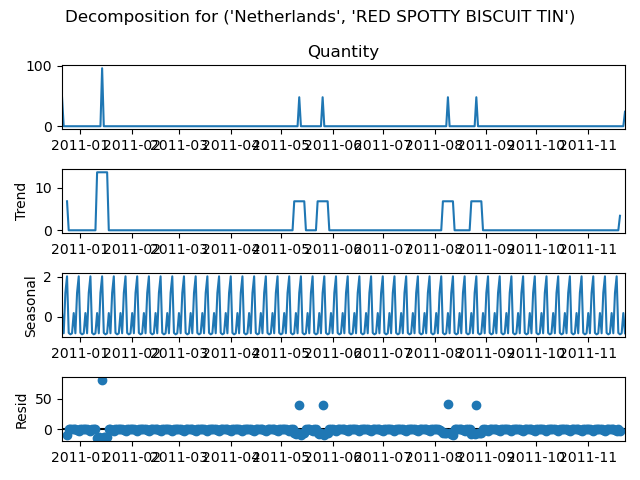 Decomposition for ('Netherlands', 'RED SPOTTY BISCUIT TIN')
Quantity
100
0
2011-01 2011-02 2011-03 2011-04 2011-05 2011-06 2011-07 2011-08 2011-09 2011-10 2011-11
Trend
10
0
2011-01 2011-02 2011-03 2011-04 2011-05 2011-06 2011-07 2011-08 2011-09 2011-10 2011-11
Seasonal
2
0
2011-01 2011-02 2011-03 2011-04 2011-05 2011-06 2011-07 2011-08 2011-09 2011-10 2011-11
Resid
50
0
2011-01 2011-02 2011-03 2011-04 2011-05 2011-06 2011-07 2011-08 2011-09 2011-10 2011-11